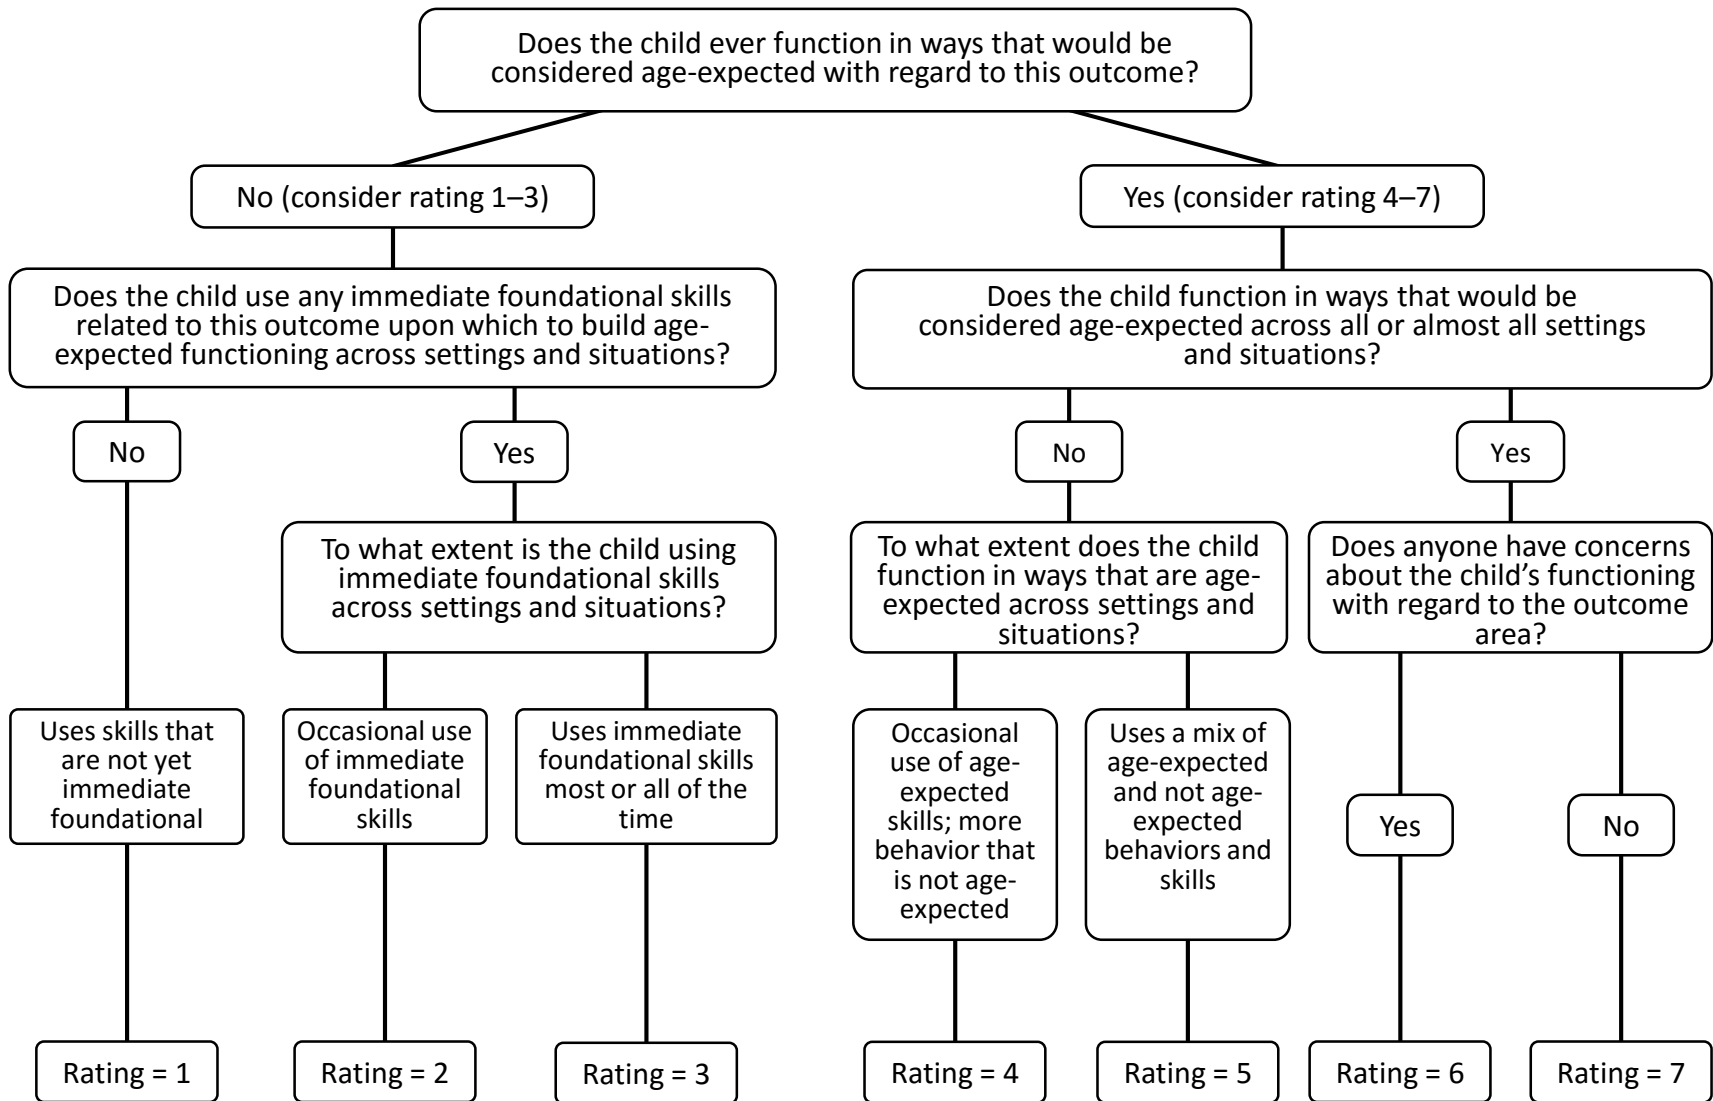 Does the child ever function in ways that would be
considered age-expected with regard to this outcome?
No (consider rating 1–3)
Yes (consider rating 4–7)
Does the child use any immediate foundational skills
related to this outcome upon which to build age-
expected functioning across settings and situations?
Does the child function in ways that would be
considered age-expected across all or almost all settings
and situations?
No
Yes
No
Yes
To what extent is the child using
immediate foundational skills
across settings and situations?
To what extent does the child
function in ways that are age-
expected across settings and
situations?
Does anyone have concerns
about the child’s functioning
with regard to the outcome
area?
Uses skills that
are not yet
immediate
foundational
Occasional use
of immediate
foundational
skills
Uses immediate
foundational skills
most or all of the
time
Occasional
use of age-
expected
skills; more
behavior that
is not age-
expected
Uses a mix of
age-expected
and not age-
expected
behaviors and
skills
Yes
No
Rating = 1
Rating = 2
Rating = 3
Rating = 4
Rating = 5
Rating = 6
Rating = 7